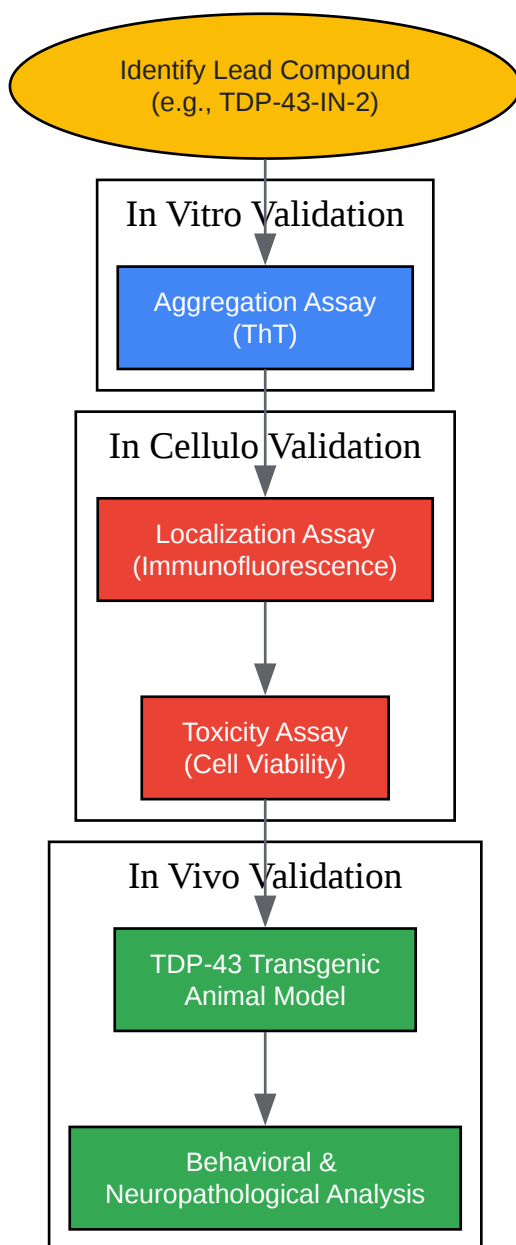 Identify Lead Compound
(e.g., TDP-43-IN-2)
In Vitro Validation
Aggregation Assay
(ThT)
In Cellulo Validation
Localization Assay
(Immunofluorescence)
Toxicity Assay
(Cell Viability)
In Vivo Validation
TDP-43 Transgenic
Animal Model
Behavioral &
Neuropathological Analysis